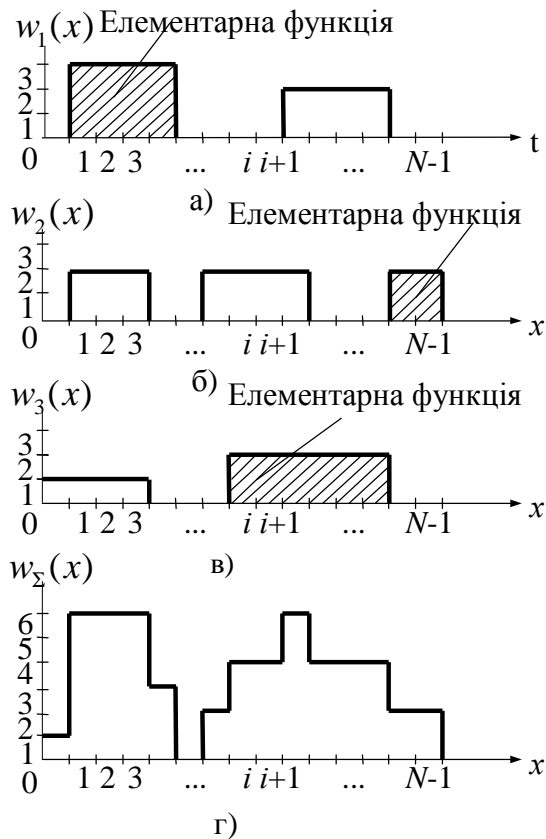 w₁(x) Елементарна функція
3
2
1
0 1 2 3 ... i i+1 ... N-1 t
а)
w₂(x) Елементарна функція
3
2
1
0 1 2 3 ... i i+1 ... N-1 x
б)
w₃(x) Елементарна функція
3
2
1
0 1 2 3 ... i i+1 ... N-1 x
в)
w_Σ(x)
6
5
4
3
2
1
0 1 2 3 ... i i+1 ... N-1 x
г)